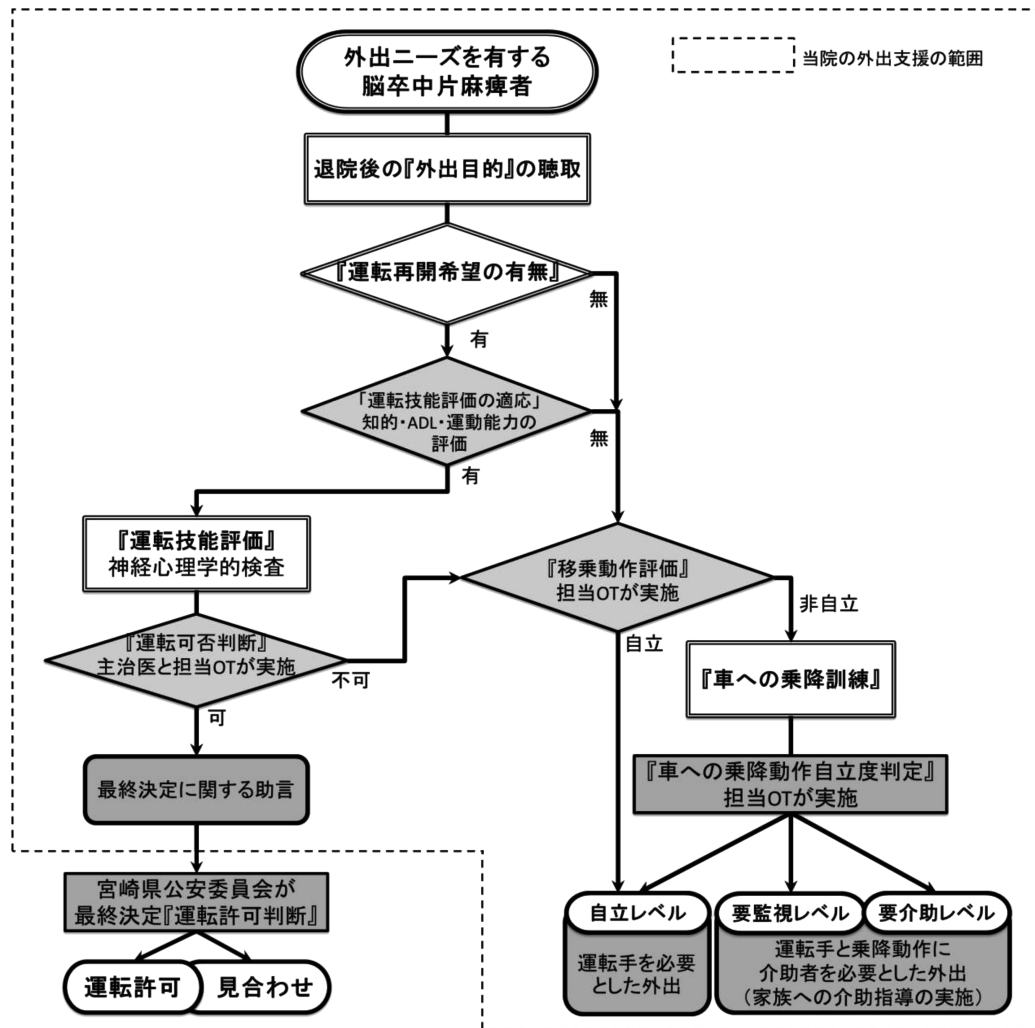 外出ニーズを有する
脳卒中片麻痺者
当院の外出支援の範囲
退院後の『外出目的』の聴取
『運転再開希望の有無』
無
有
「運転技能評価の適応」
知的・ADL・運動能力の
評価
無
有
『運転技能評価』
神経心理学的検査
『移乗動作評価』
担当OTが実施
非自立
自立
『運転可否判断』
主治医と担当OTが実施
不可
可
『車への乗降訓練』
最終決定に関する助言
『車への乗降動作自立度判定』
担当OTが実施
宮崎県公安委員会が
最終決定『運転許可判断』
運転許可
見合わせ
自立レベル
運転手を必要
とした外出
要監視レベル
要介助レベル
運転手と乗降動作に
介助者を必要とした外出
（家族への介助指導の実施）